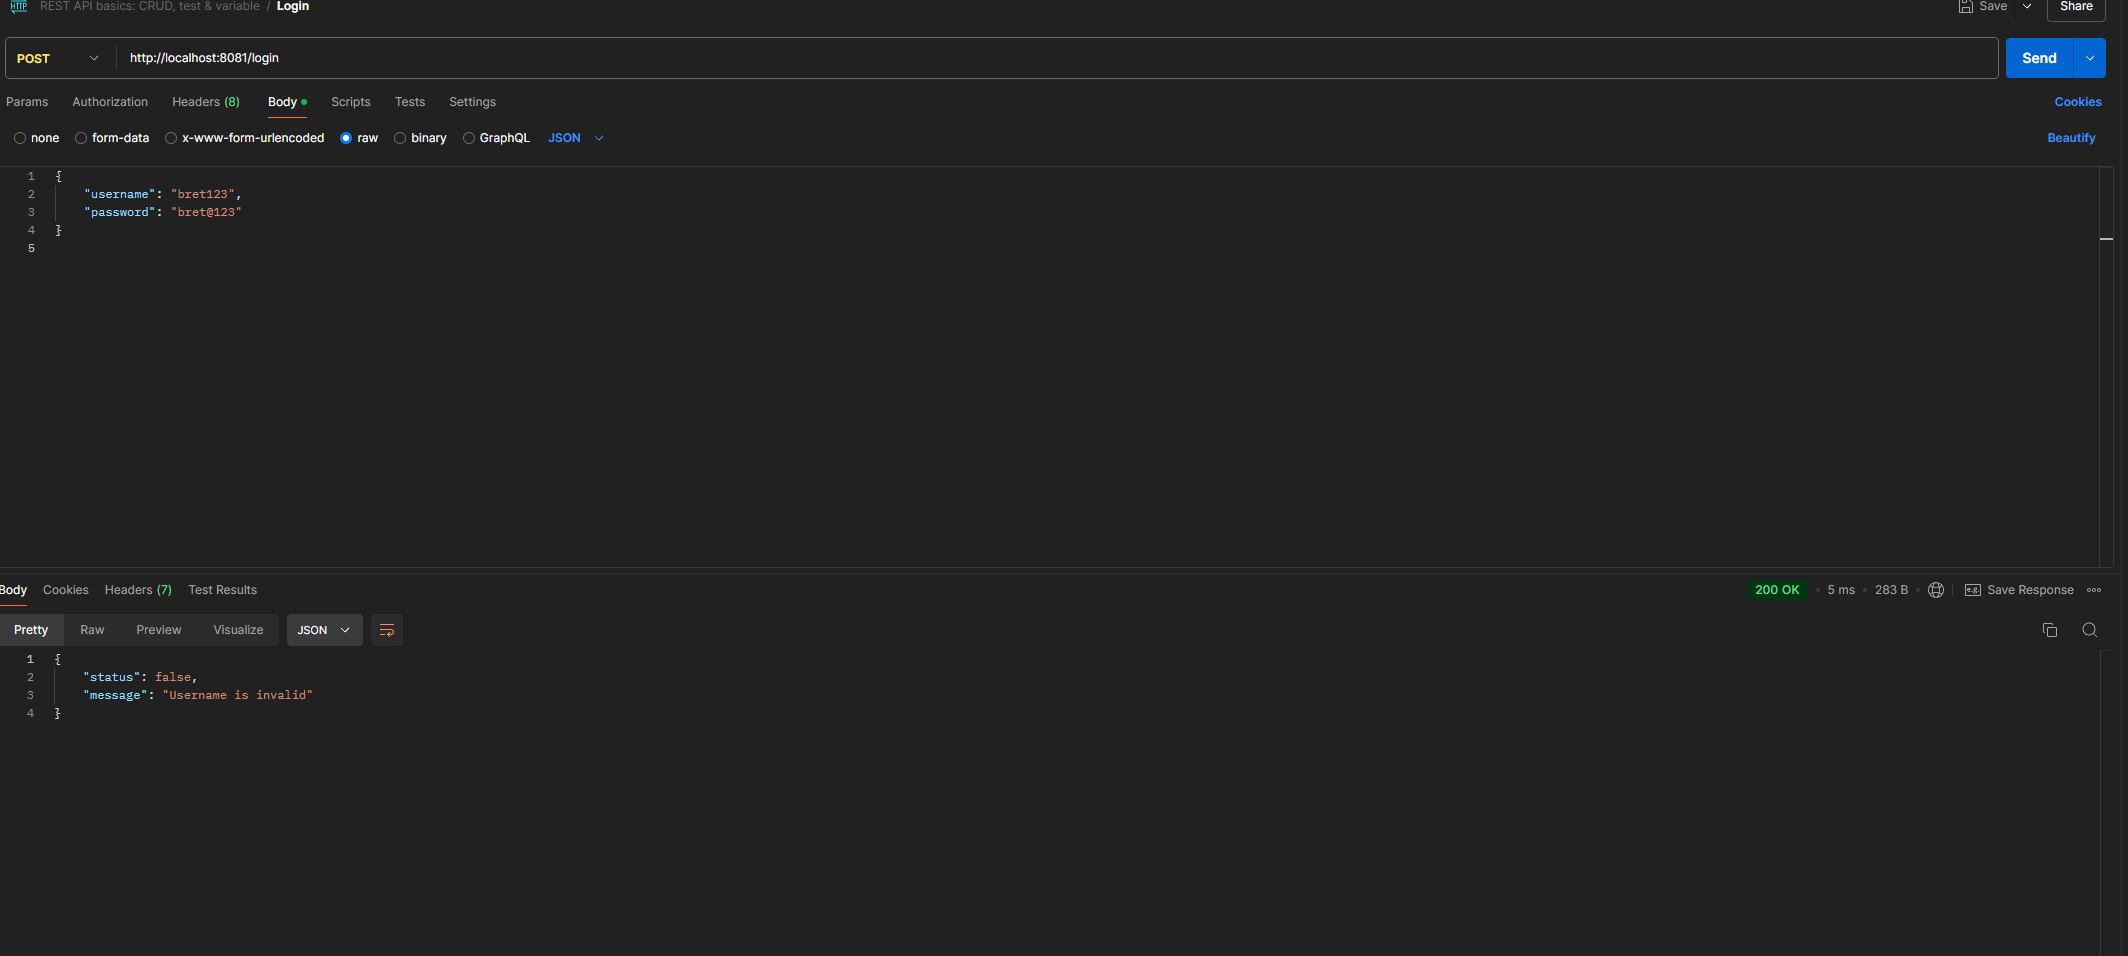 HTTP REST API basics: CRUD, test & variable / Login Save Share
POST http://localhost:8081/login Send
Params Authorization Headers (8) Body Scripts Tests Settings Cookies
none form-data x-www-form-urlencoded raw binary GraphQL JSON Beautify
1 {
2 "username": "bret123",
3 "password": "bret@123"
4 }
5
Body Cookies Headers (7) Test Results 200 OK • 5 ms • 283 B • e.g. Save Response
Pretty Raw Preview Visualize JSON
1 {
2 "status": false,
3 "message": "Username is invalid"
4 }